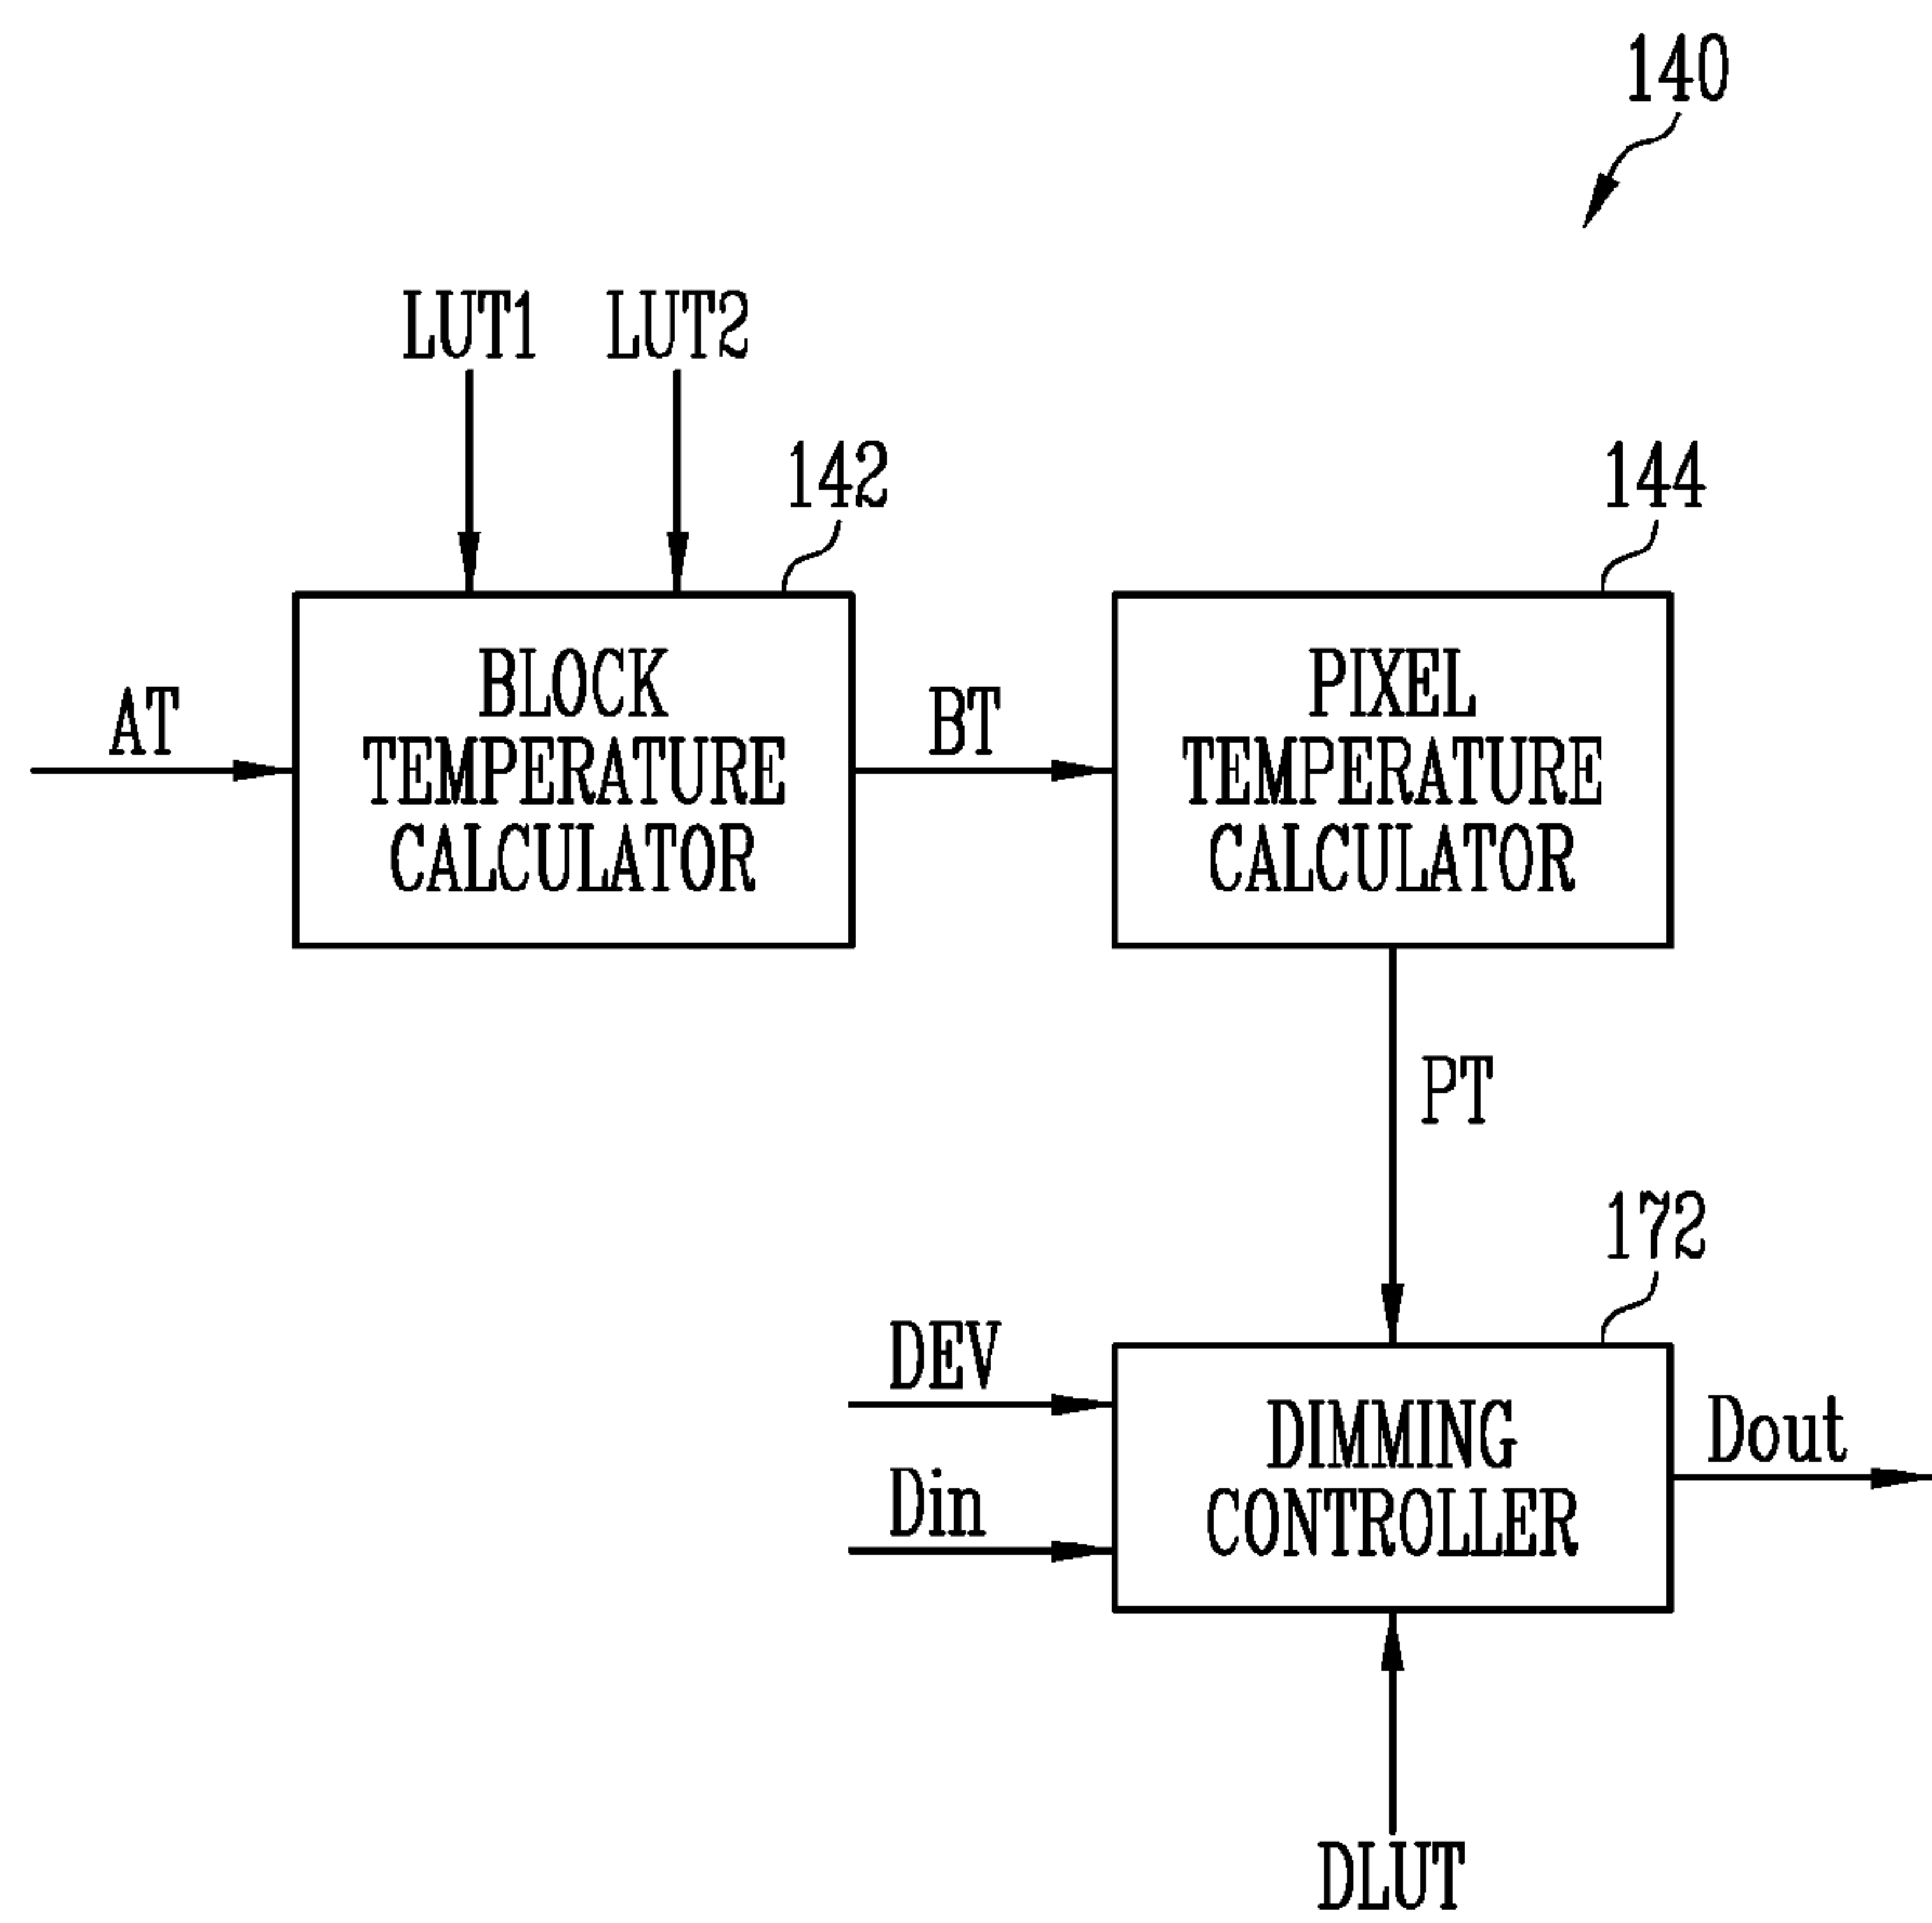 140
LUT1 LUT2
142
144
AT
BLOCK
TEMPERATURE
CALCULATOR
BT
PIXEL
TEMPERATURE
CALCULATOR
PT
172
DEV
Din
DIMMING
CONTROLLER
Dout
DLUT